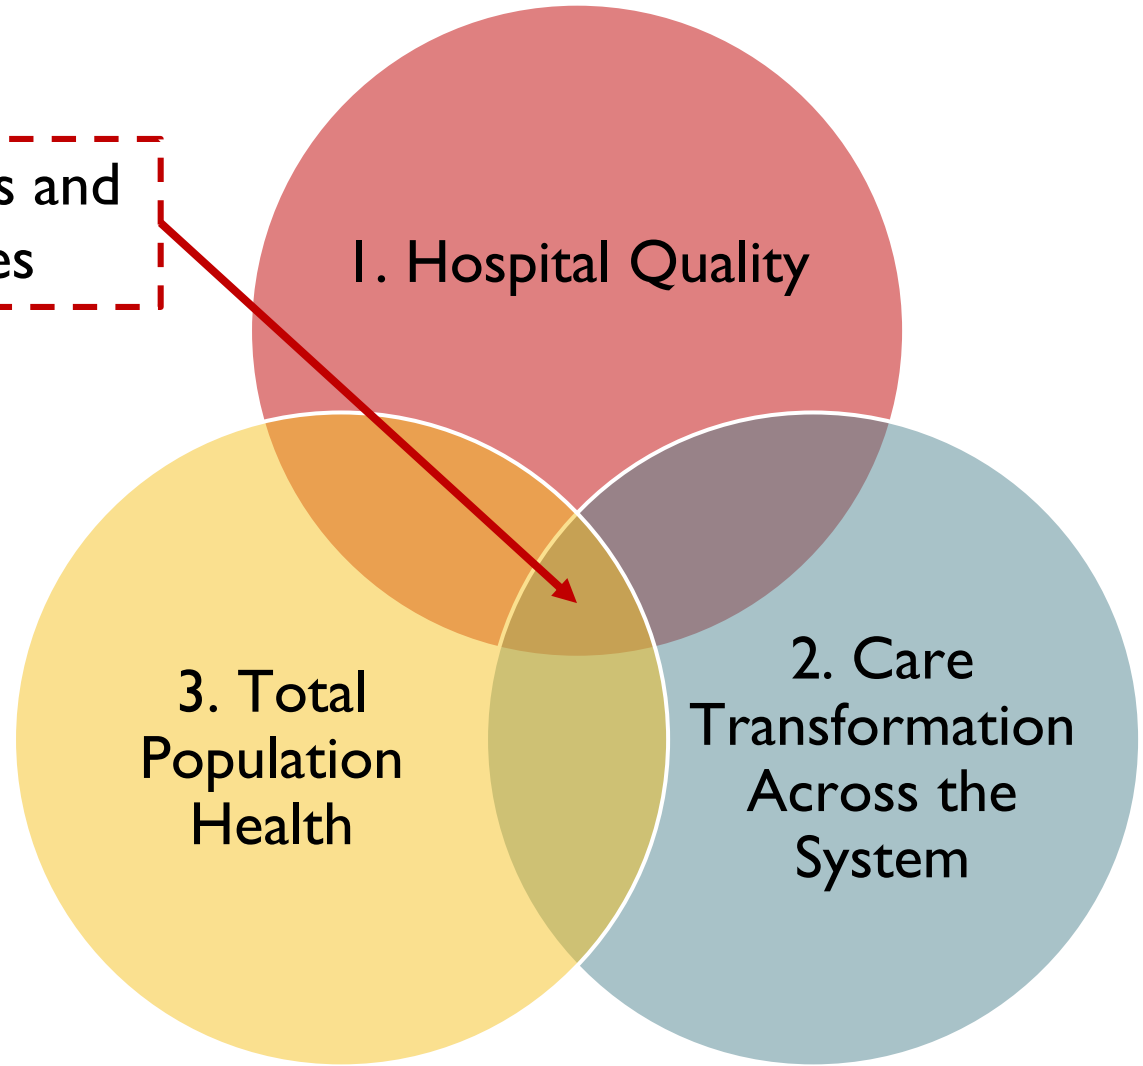 s and
es
1. Hospital Quality
2. Care
Transformation
Across the
System
3. Total
Population
Health